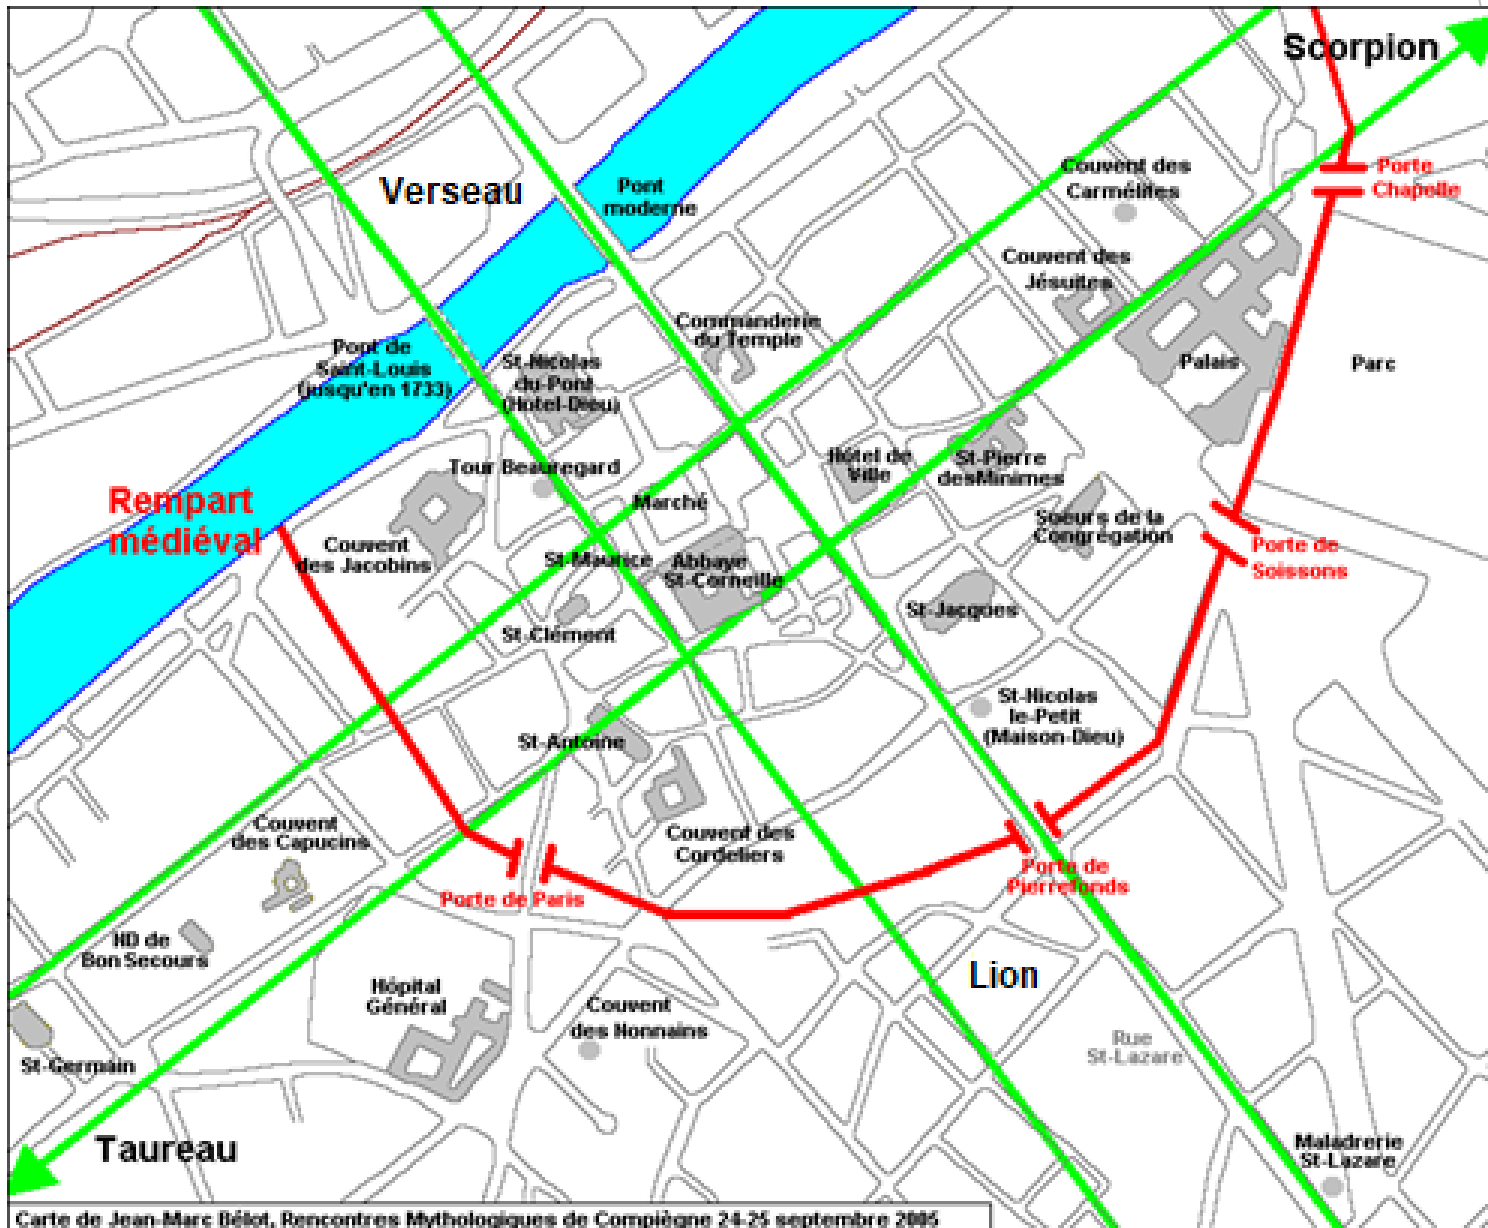 Scorpion
Couvent des
Carmélites
Porte
Chapelle
Verseau
Pont
moderne
Couvent des
Jésuites
Commanderie
du Temple
Pont de
Saint-Louis
(jusqu'en 1733)
St-Nicolas
du-Pont
(Hotel-Dieu)
Palais
Parc
Tour Beauregard
Hôtel de
Ville
St-Pierre
desMinimes
Marché
Rempart
médiéval
Couvent
des Jacobins
St-Maurice
Abbaye
St-Corneille
Soeurs de la
Congrégation
Porte de
Soissons
St-Clément
St-Jacques
St-Nicolas
le-Petit
(Maison-Dieu)
St-Antoine
Couvent
des Capucins
Couvent des
Cordeliers
Porte de Paris
Porte de
Pierrefonds
ND de
Bon Secours
Hôpital
Général
Couvent
des Nonnains
Lion
Rue
St-Lazare
St-Germain
Taureau
Maladrerie
St-Lazare
Carte de Jean-Marc Bélot, Rencontres Mythologiques de Compiègne 24-25 septembre 2005